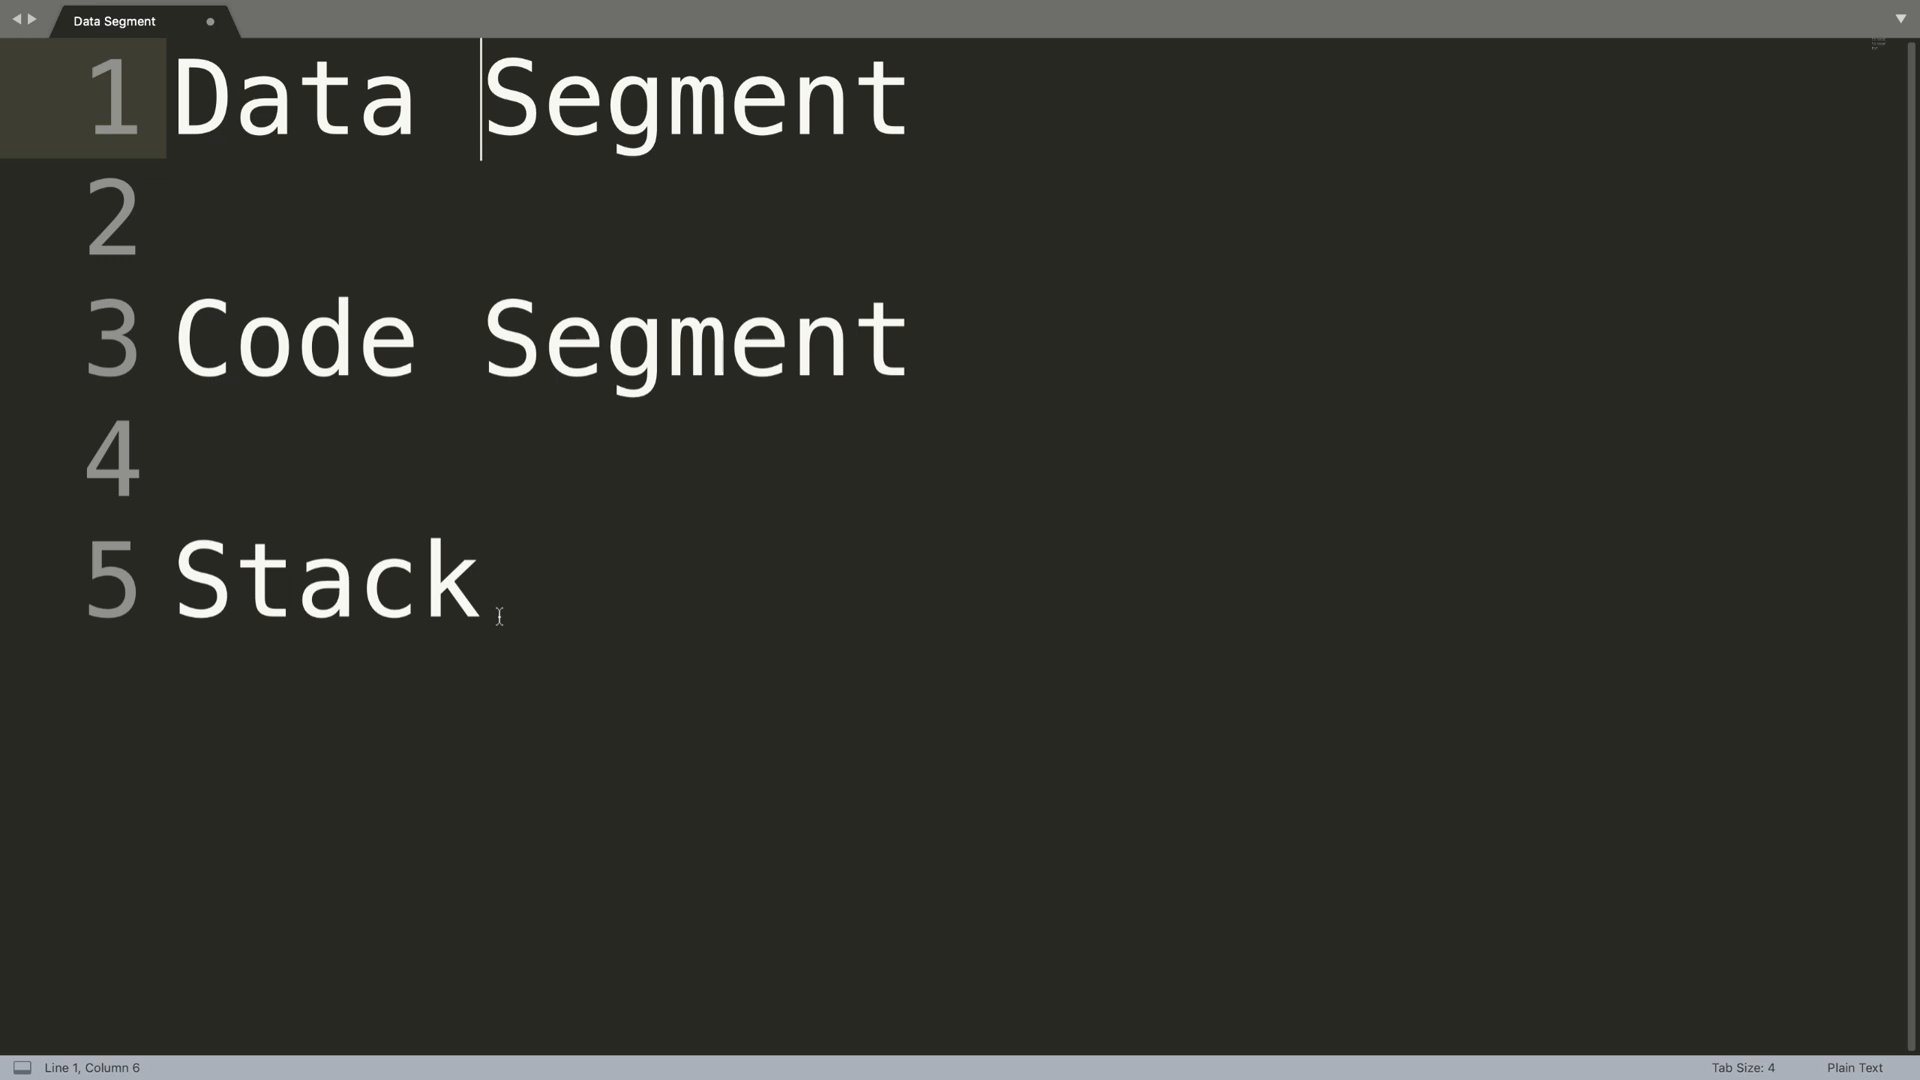 Data Segment
1 Data Segment
2
3 Code Segment
4
5 Stack
Line 1, Column 6
Tab Size: 4
Plain Text